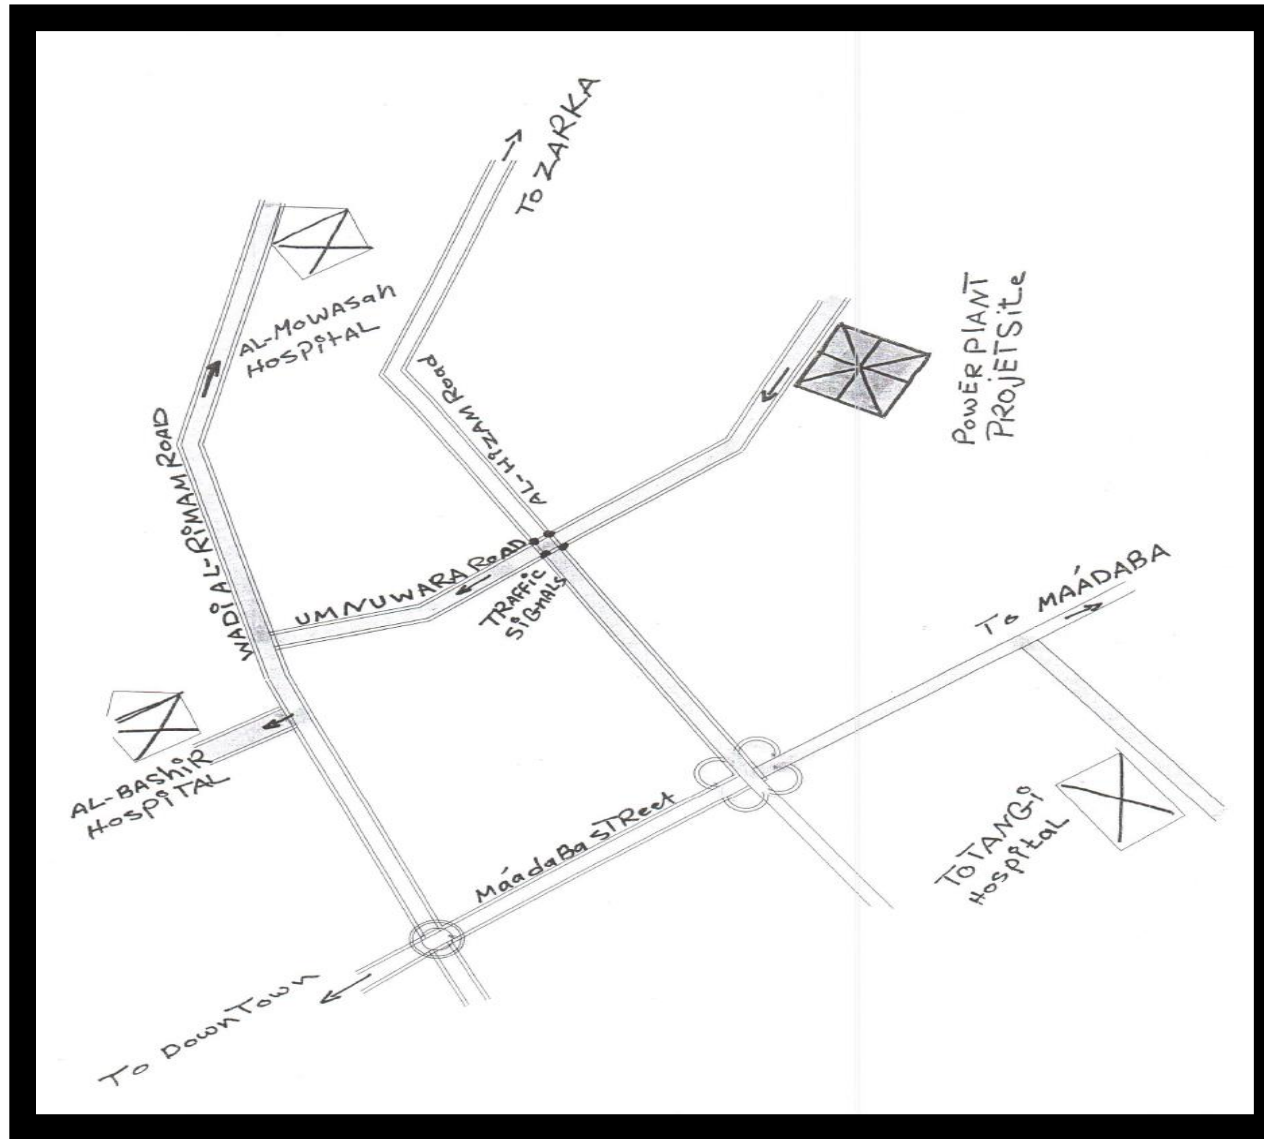 To ZARKA
AL-MOWASah
HOSPITAL
AL-HIZAM Road
POWER PLANT
PROJETSITE
WADI AL-RIMAM ROAD
UM NUWARA ROAD
TRAFFIC
SIGNALS
To MAÁDABA
AL-BASHIR
HOSPITAL
MáadaBa STReet
TOTANGI
Hospital
To DownTown